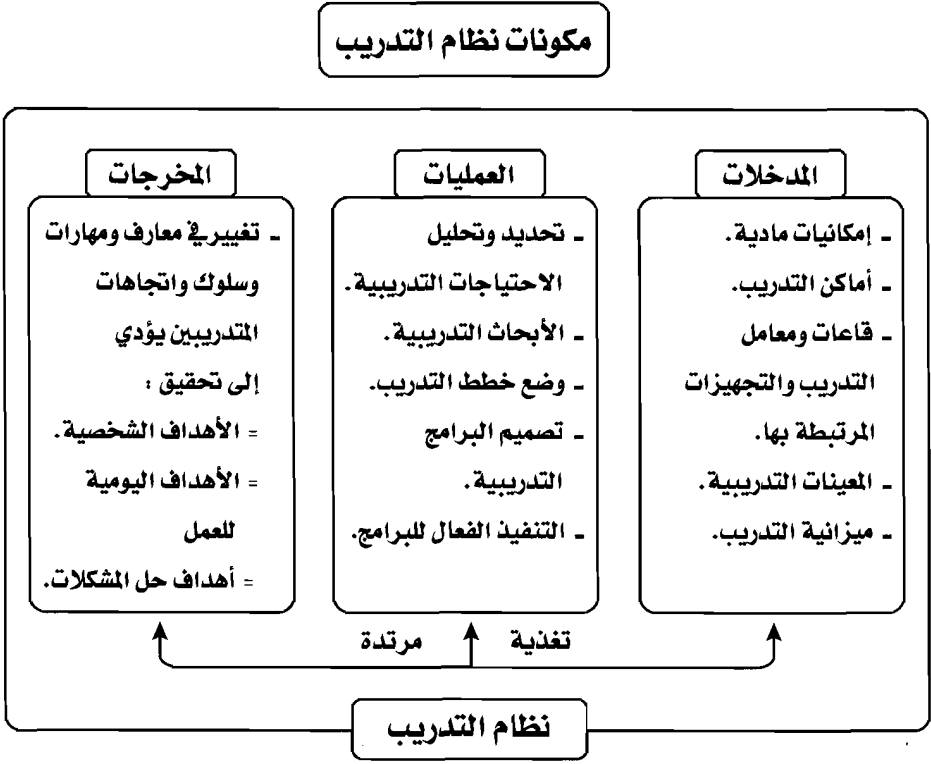 مكونات نظام التدريب
المدخلات
ـ إمكانيات مادية.
ـ أماكن التدريب.
ـ قاعات ومعامل
التدريب والتجهيزات
المرتبطة بها.
ـ المعينات التدريبية.
ـ ميزانية التدريب.
العمليات
ـ تحديد وتحليل
الاحتياجات التدريبية.
ـ الأبحاث التدريبية.
ـ وضع خطط التدريب.
ـ تصميم البرامج
التدريبية.
ـ التنفيذ الفعال للبرامج.
المخرجات
ـ تغيير في معارف ومهارات
وسلوك واتجاهات
المتدريبين يؤدي
إلى تحقيق :
= الأهداف الشخصية.
= الأهداف اليومية
للعمل
= أهداف حل المشكلات.
تغذية مرتدة
نظام التدريب